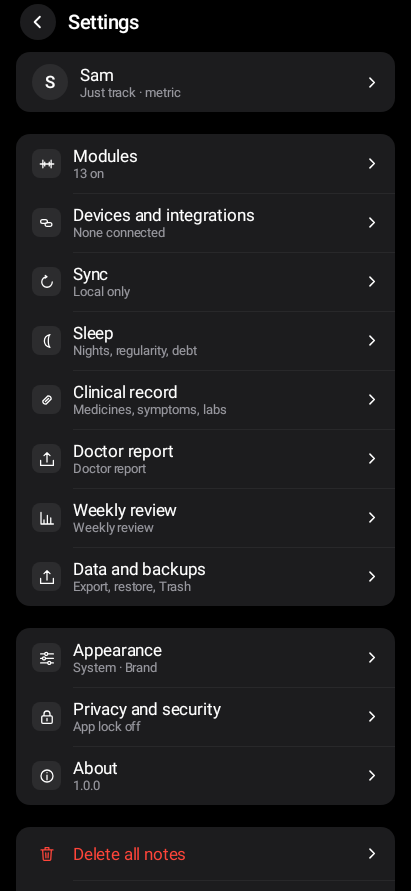 Settings
S
Sam
Just track · metric
Modules
13 on
Devices and integrations
None connected
Sync
Local only
Sleep
Nights, regularity, debt
Clinical record
Medicines, symptoms, labs
Doctor report
Doctor report
Weekly review
Weekly review
Data and backups
Export, restore, Trash
Appearance
System · Brand
Privacy and security
App lock off
About
1.0.0
Delete all notes